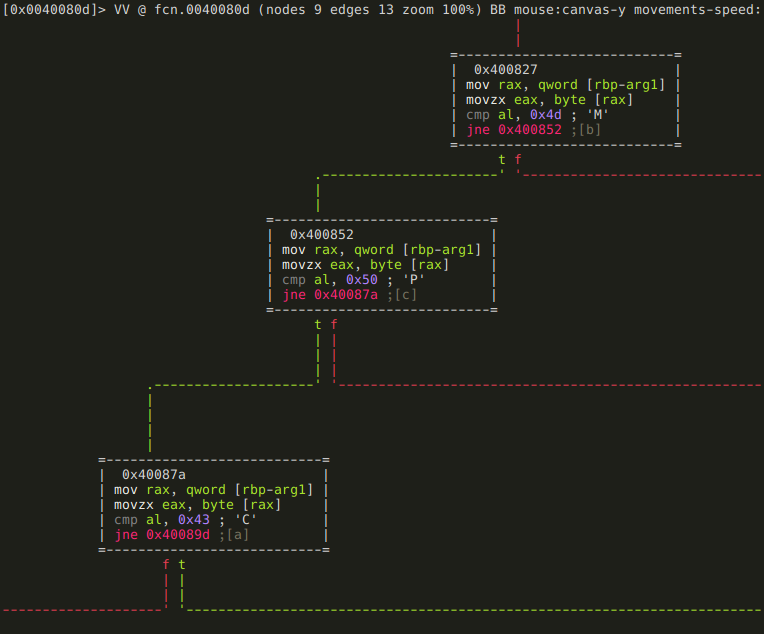 [0x0040080d]> VV @ fcn.0040080d (nodes 9 edges 13 zoom 100%) BB mouse:canvas-y movements-speed:
0x400827
mov rax, qword [rbp-arg1]
movzx eax, byte [rax]
cmp al, 0x4d ; 'M'
jne 0x400852 ;[b]
t f
0x400852
mov rax, qword [rbp-arg1]
movzx eax, byte [rax]
cmp al, 0x50 ; 'P'
jne 0x40087a ;[c]
t f
0x40087a
mov rax, qword [rbp-arg1]
movzx eax, byte [rax]
cmp al, 0x43 ; 'C'
jne 0x40089d ;[a]
f t